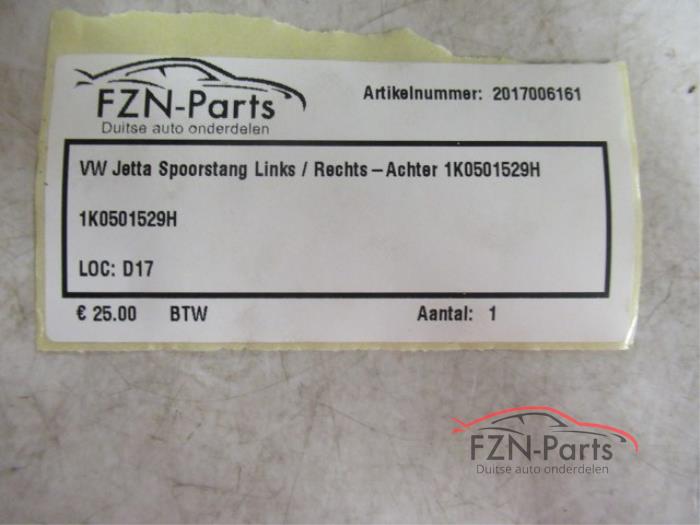 FZN-Parts
Duitse auto onderdelen
Artikelnummer: 2017006161
VW Jetta Spoorstang Links / Rechts-Achter 1K0501529H
1K0501529H
LOC: D17
€ 25.00 BTW Aantal: 1
FZN-Parts
Duitse auto onderdelen